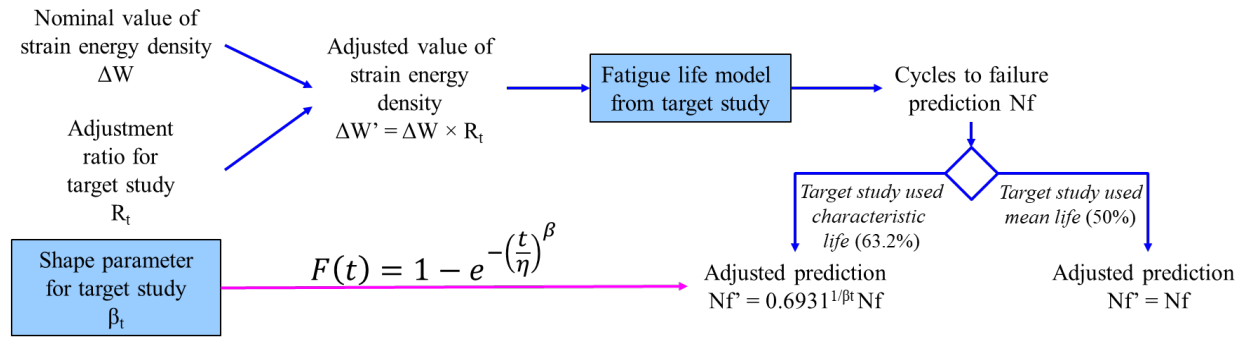 Nominal value of
strain energy density
ΔW
Adjustment
ratio for
target study
Rₜ
Adjusted value of
strain energy
density
ΔW’ = ΔW × Rₜ
Fatigue life model
from target study
Cycles to failure
prediction Nf
Target study used
characteristic
life (63.2%)
Target study used
mean life (50%)
Shape parameter
for target study
βₜ
F(t) = 1 − e^−(t/η)^β
Adjusted prediction
Nf’ = 0.6931^1/βt Nf
Adjusted prediction
Nf’ = Nf